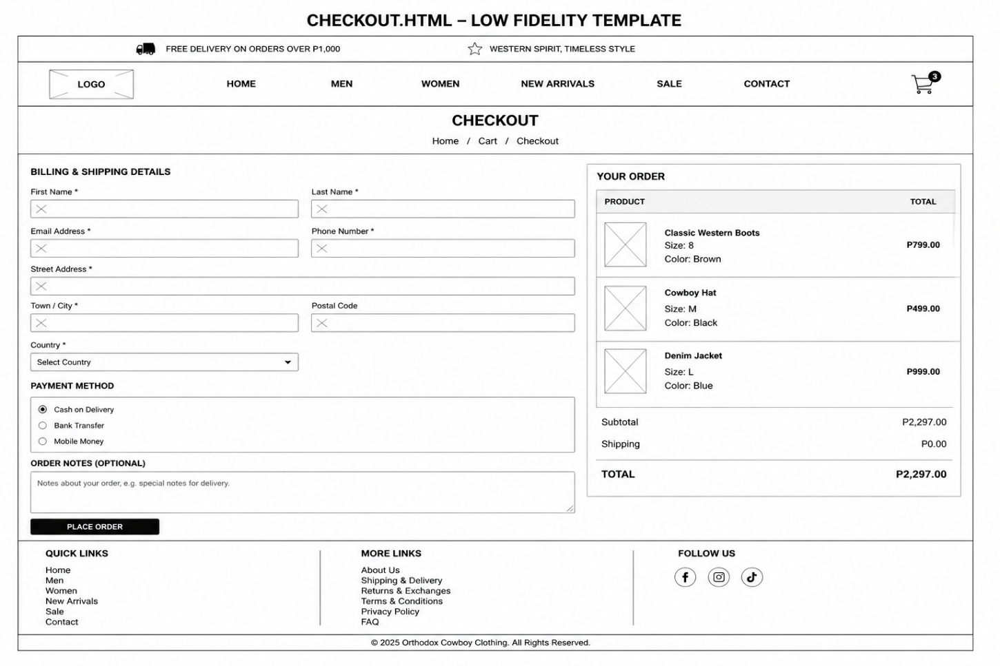 CHECKOUT.HTML – LOW FIDELITY TEMPLATE
FREE DELIVERY ON ORDERS OVER P1,000
WESTERN SPIRIT, TIMELESS STYLE
LOGO
HOME
MEN
WOMEN
NEW ARRIVALS
SALE
CONTACT
3
CHECKOUT
Home / Cart / Checkout
BILLING & SHIPPING DETAILS
First Name *
Last Name *
Email Address *
Phone Number *
Street Address *
Town / City *
Postal Code
Country *
Select Country
PAYMENT METHOD
Cash on Delivery
Bank Transfer
Mobile Money
ORDER NOTES (OPTIONAL)
Notes about your order, e.g. special notes for delivery.
PLACE ORDER
YOUR ORDER
PRODUCT TOTAL
Classic Western Boots
Size: 8
Color: Brown
P799.00
Cowboy Hat
Size: M
Color: Black
P499.00
Denim Jacket
Size: L
Color: Blue
P999.00
Subtotal P2,297.00
Shipping P0.00
TOTAL P2,297.00
QUICK LINKS
Home
Men
Women
New Arrivals
Sale
Contact
MORE LINKS
About Us
Shipping & Delivery
Returns & Exchanges
Terms & Conditions
Privacy Policy
FAQ
FOLLOW US
© 2025 Orthodox Cowboy Clothing. All Rights Reserved.